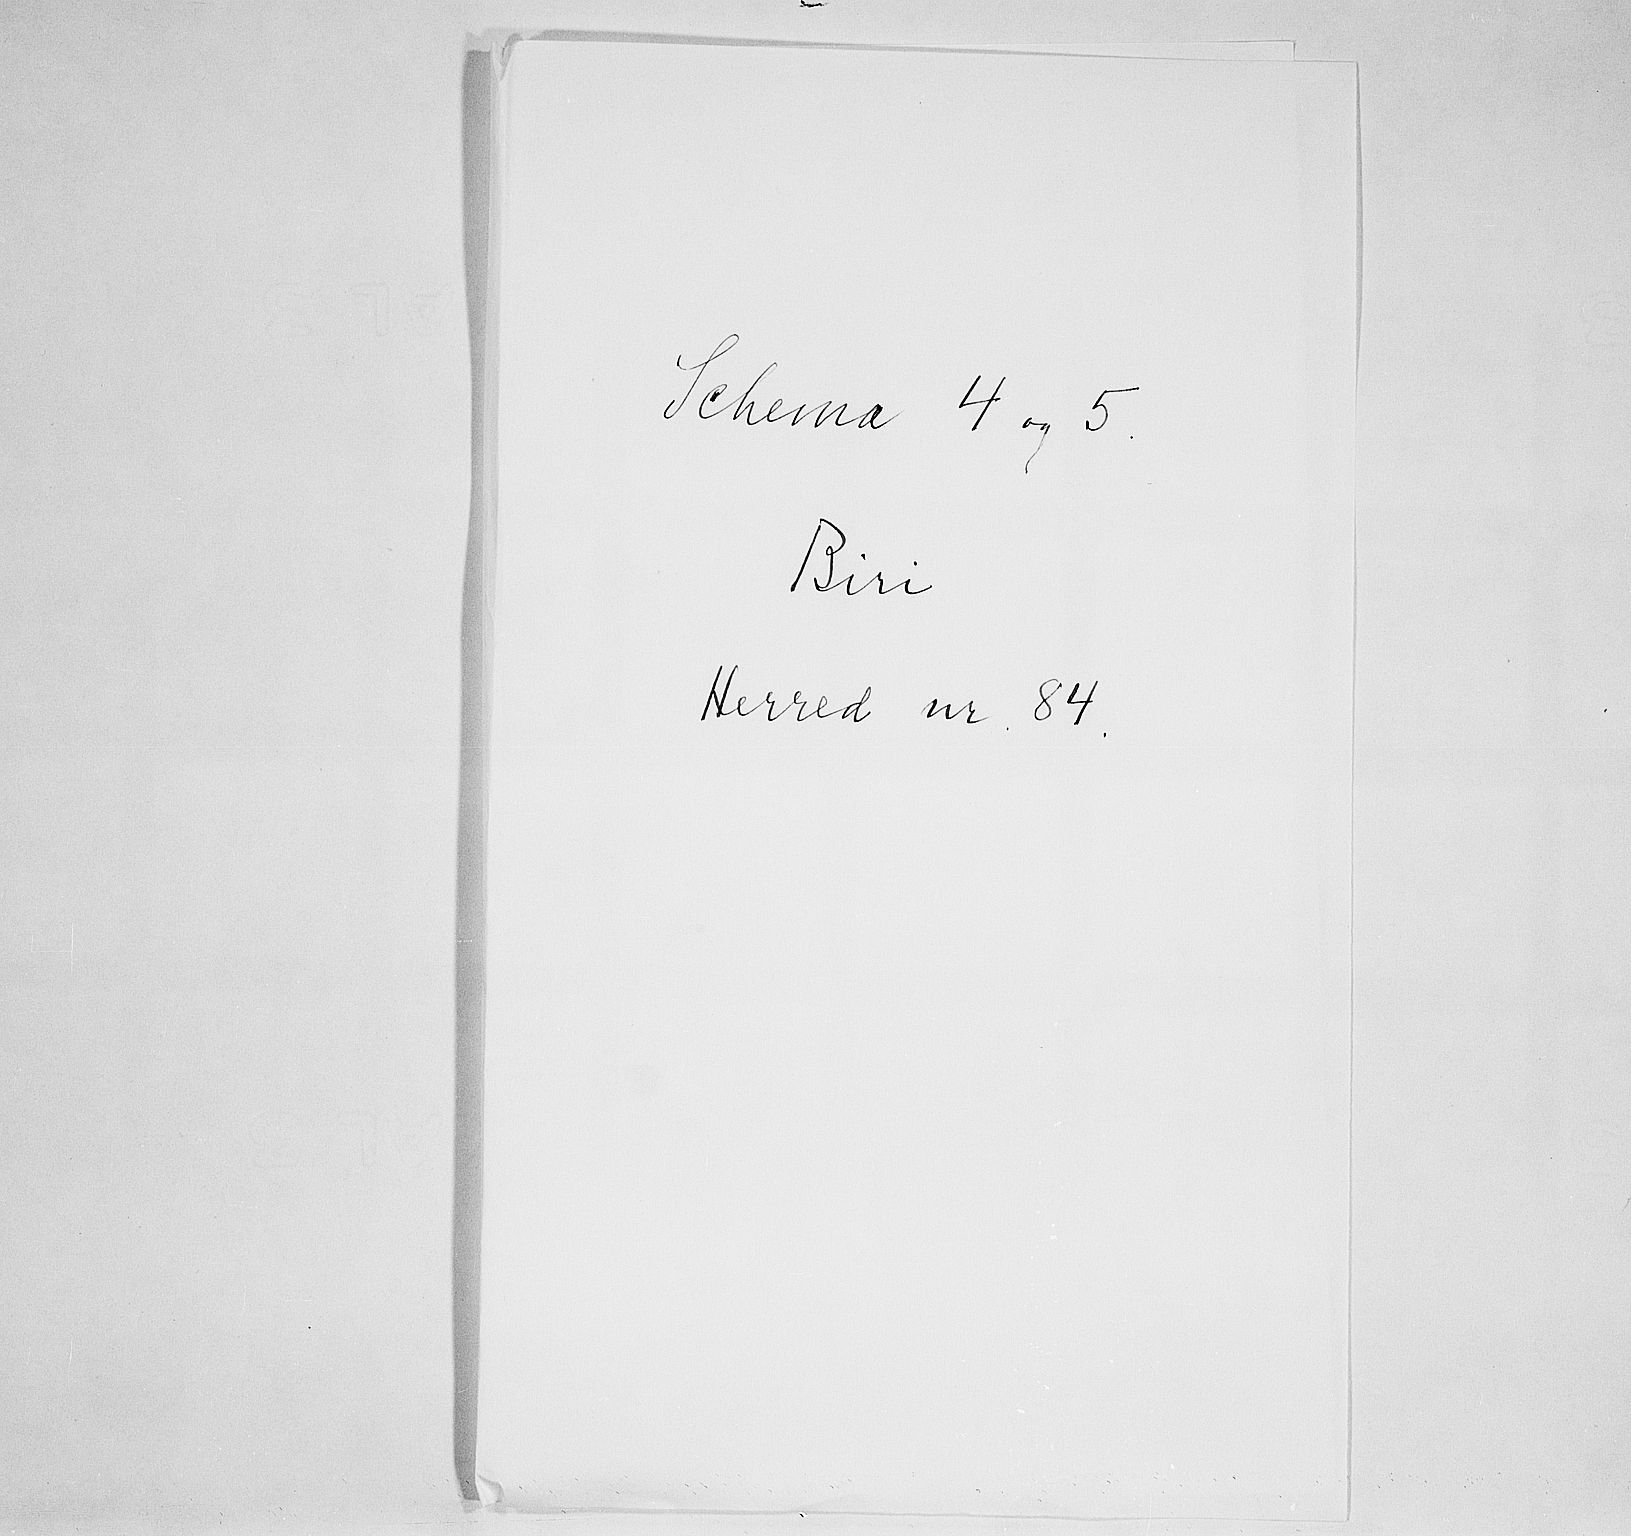 Schema 4 og 5.
Biri
Herred nr. 84.